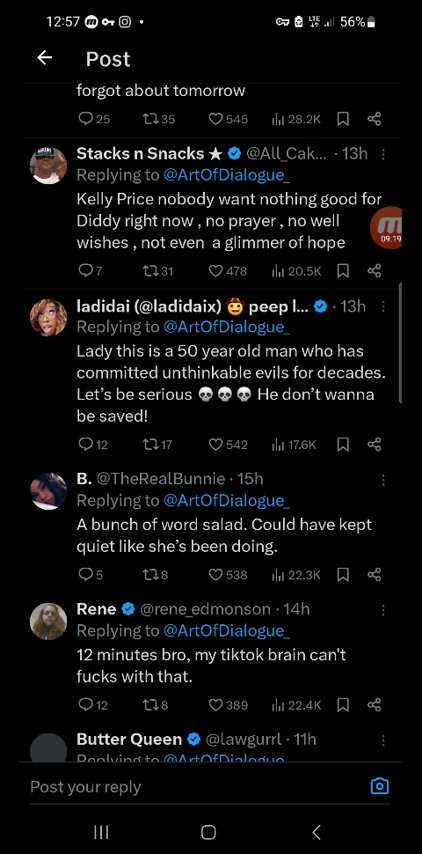 12:57 56%
Post
forgot about tomorrow
25 35 545 28.2K
Stacks n Snacks ★ @All_Cak... · 13h
Replying to @ArtOfDialogue_
Kelly Price nobody want nothing good for
Diddy right now , no prayer , no well
wishes , not even a glimmer of hope
09:19
7 31 478 20.5K
ladidai (@ladidaix) 🤠 peep l... · 13h
Replying to @ArtOfDialogue_
Lady this is a 50 year old man who has
committed unthinkable evils for decades.
Let's be serious 💀💀💀 He don't wanna
be saved!
12 17 542 17.6K
B. @TheRealBunnie · 15h
Replying to @ArtOfDialogue_
A bunch of word salad. Could have kept
quiet like she's been doing.
5 8 538 22.3K
Rene @rene_edmonson · 14h
Replying to @ArtOfDialogue_
12 minutes bro, my tiktok brain can't
fucks with that.
12 8 389 22.4K
Butter Queen @lawgurrl · 11h
Replying to @ArtOfDialogue_
Post your reply